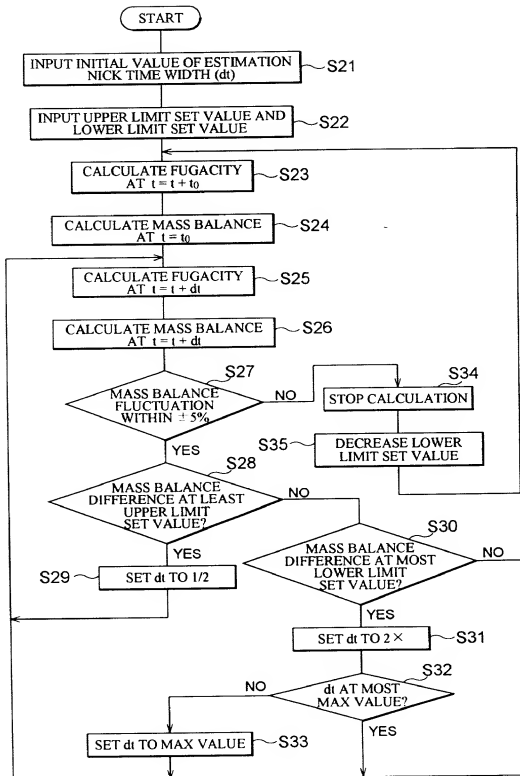 START
INPUT INITIAL VALUE OF ESTIMATION
NICK TIME WIDTH (dt)
S21
INPUT UPPER LIMIT SET VALUE AND
LOWER LIMIT SET VALUE
S22
CALCULATE FUGACITY
AT t = t + t0
S23
CALCULATE MASS BALANCE
AT t = t0
S24
CALCULATE FUGACITY
AT t = t + dt
S25
CALCULATE MASS BALANCE
AT t = t + dt
S26
S27
MASS BALANCE
FLUCTUATION
WITHIN ± 5%
NO
YES
S34
STOP CALCULATION
S35
DECREASE LOWER
LIMIT SET VALUE
S28
MASS BALANCE
DIFFERENCE AT LEAST
UPPER LIMIT
SET VALUE?
NO
YES
S29
SET dt TO 1/2
S30
MASS BALANCE
DIFFERENCE AT MOST
LOWER LIMIT
SET VALUE?
NO
YES
SET dt TO 2 ×
S31
S32
dt AT MOST
MAX VALUE?
NO
YES
SET dt TO MAX VALUE
S33